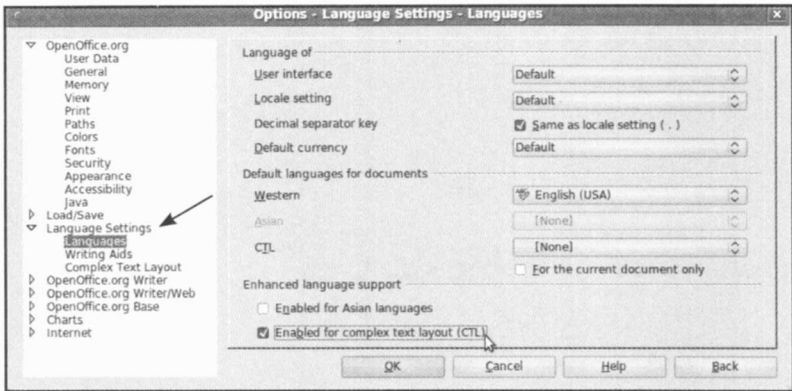 Options - Language Settings - Languages
OpenOffice.org
User Data
General
Memory
View
Print
Paths
Colors
Fonts
Security
Appearance
Accessibility
Java
Load/Save
Language Settings
Languages
Writing Aids
Complex Text Layout
OpenOffice.org Writer
OpenOffice.org Writer/Web
OpenOffice.org Base
Charts
Internet
Language of
User interface Default
Locale setting Default
Decimal separator key Same as locale setting ( . )
Default currency Default
Default languages for documents
Western English (USA)
Asian [None]
CTL [None]
For the current document only
Enhanced language support
Enabled for Asian languages
Enabled for complex text layout (CTL)
OK Cancel Help Back